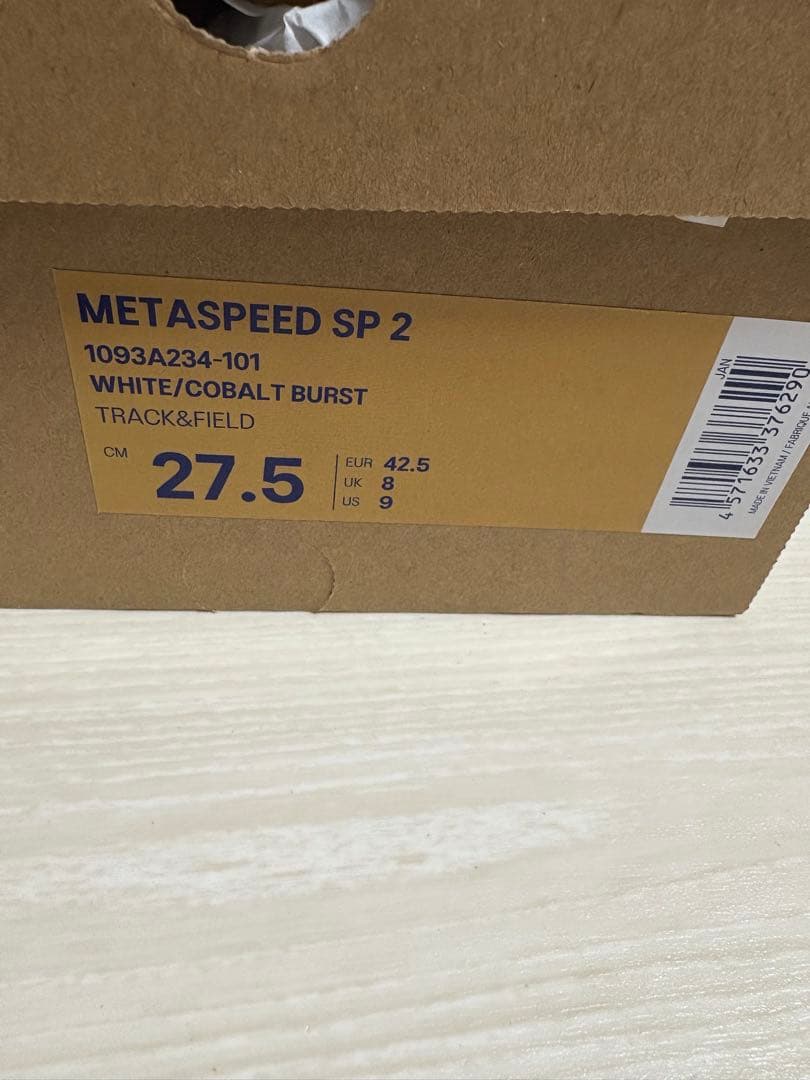 METASPEED SP 2
1093A234-101
WHITE/COBALT BURST
TRACK&FIELD
CM
27.5
EUR 42.5
UK 8
US 9
JAN
4 571633 376290
MADE IN VIETNAM / FABRIQUÉ